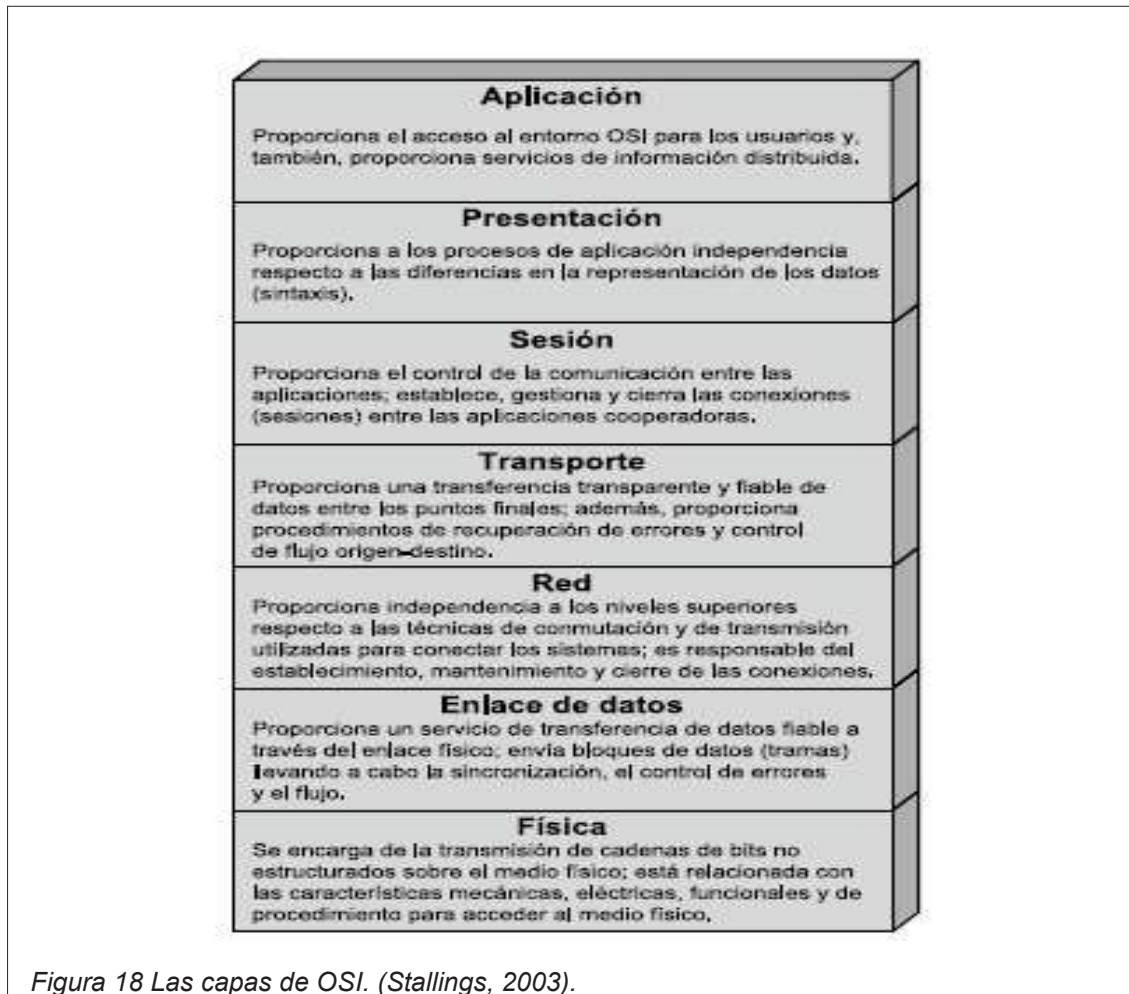 Aplicación
Proporciona el acceso al entorno OSI para los usuarios y,
también, proporciona servicios de información distribuida.
Presentación
Proporciona a los procesos de aplicación independencia
respecto a las diferencias en la representación de los datos
(sintaxis).
Sesión
Proporciona el control de la comunicación entre las
aplicaciones; establece, gestiona y cierra las conexiones
(sesiones) entre las aplicaciones cooperadoras.
Transporte
Proporciona una transferencia transparente y fiable de
datos entre los puntos finales; además, proporciona
procedimientos de recuperación de errores y control
de flujo origen-destino.
Red
Proporciona independencia a los niveles superiores
respecto a las técnicas de conmutación y de transmisión
utilizadas para conectar los sistemas; es responsable del
establecimiento, mantenimiento y cierre de las conexiones.
Enlace de datos
Proporciona un servicio de transferencia de datos fiable a
través del enlace físico; envía bloques de datos (tramas)
llevando a cabo la sincronización, el control de errores
y el flujo.
Física
Se encarga de la transmisión de cadenas de bits no
estructurados sobre el medio físico; está relacionada con
las características mecánicas, eléctricas, funcionales y de
procedimiento para acceder al medio físico.
Figura 18 Las capas de OSI. (Stallings, 2003).